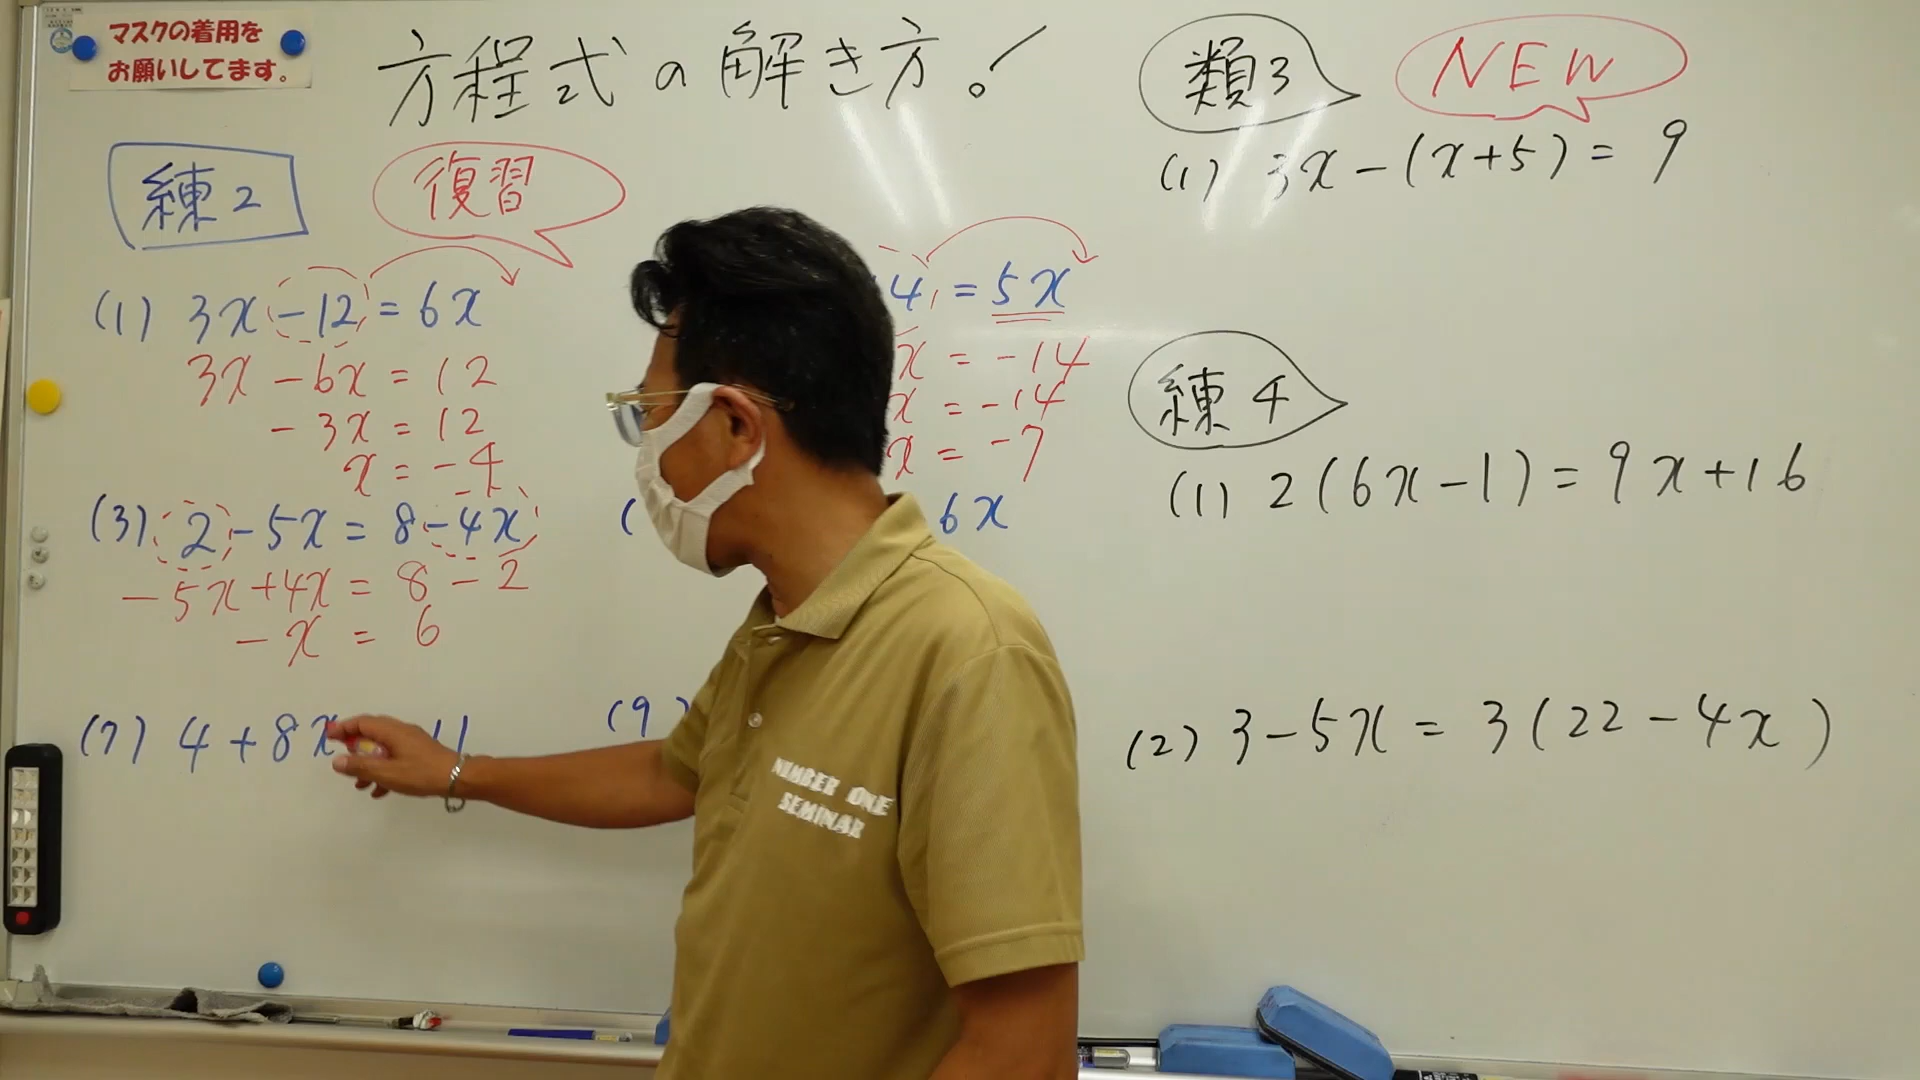 マスクの着用を
お願いしてます。
方程式の解き方！
練2
復習
(1) 3x-12=6x
3x-6x=12
-3x=12
x=-4
4=5x
x=-14
x=-14
x=-7
(3) 2-5x=8-4x
-5x+4x=8-2
-x=6
6x
(7) 4+8x
11
(9)
類3
NEW
(1) 3x-(x+5)=9
練4
(1) 2(6x-1)=9x+16
(2) 3-5x=3(22-4x)
NUMBER ONE
SEMINAR